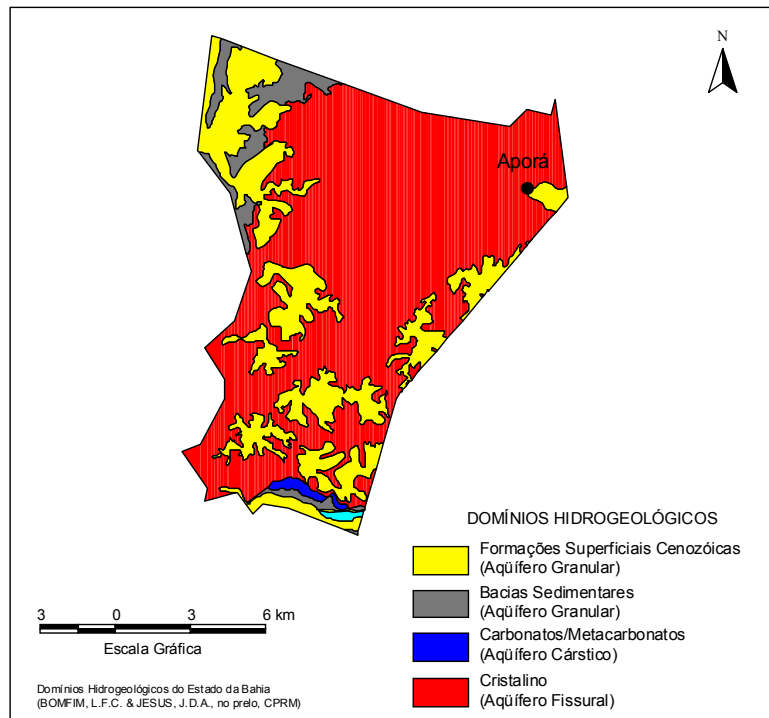 N
Aporá
DOMÍNIOS HIDROGEOLÓGICOS
Formações Superficiais Cenozóicas
(Aqüífero Granular)
Bacias Sedimentares
(Aqüífero Granular)
Carbonatos/Metacarbonatos
(Aqüífero Cárstico)
Cristalino
(Aqüífero Fissural)
3 0 3 6 km
Escala Gráfica
Domínios Hidrogeológicos do Estado da Bahia
(BOMFIM, L.F.C. & JESUS, J.D.A., no prelo, CPRM)